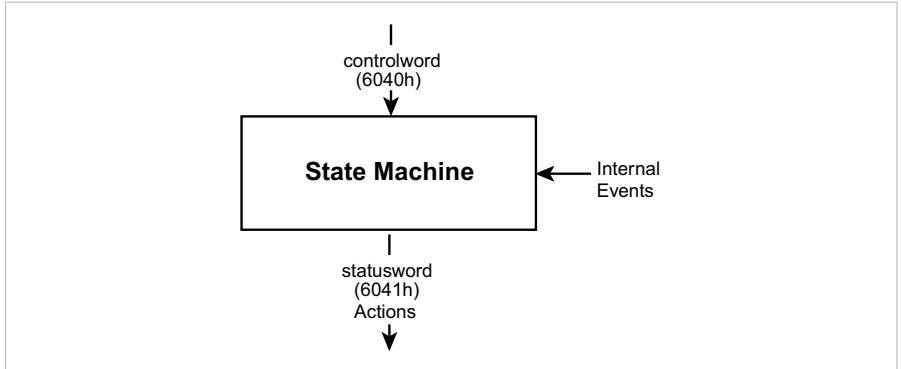 controlword
(6040h)
State Machine
Internal
Events
statusword
(6041h)
Actions